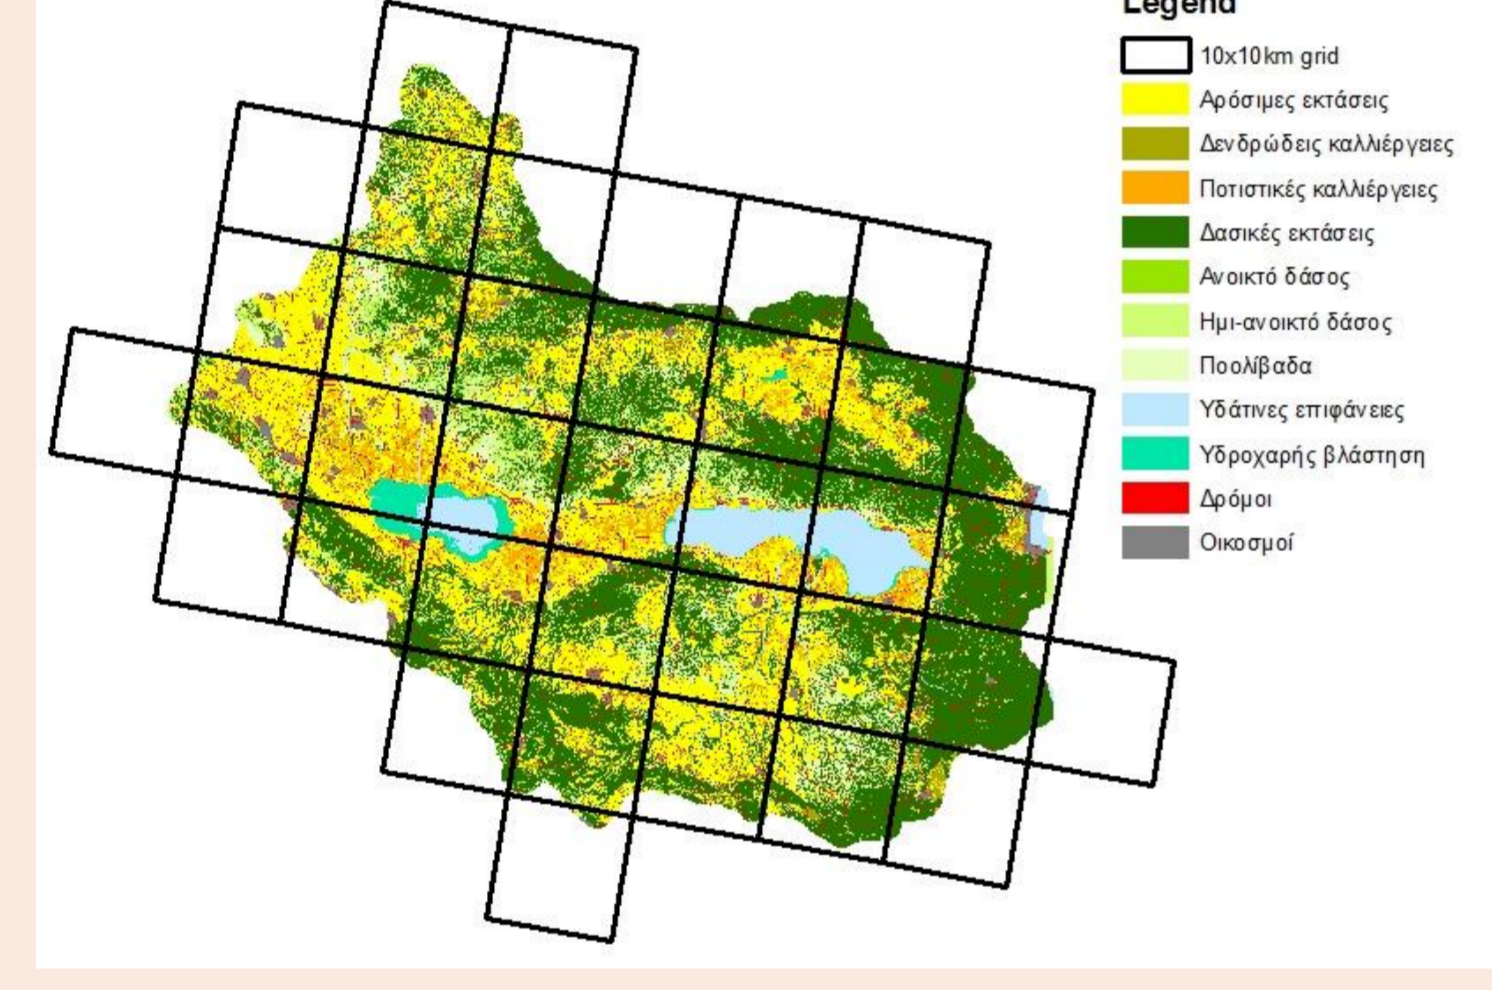 Legend
10x10km grid
Αρόσιμες εκτάσεις
Δενδρώδεις καλλιέργειες
Ποτιστικές καλλιέργειες
Δασικές εκτάσεις
Ανοικτό δάσος
Ημι-ανοικτό δάσος
Ποολίβαδα
Υδάτινες επιφάνειες
Υδροχαρής βλάστηση
Δρόμοι
Οικοσμοί